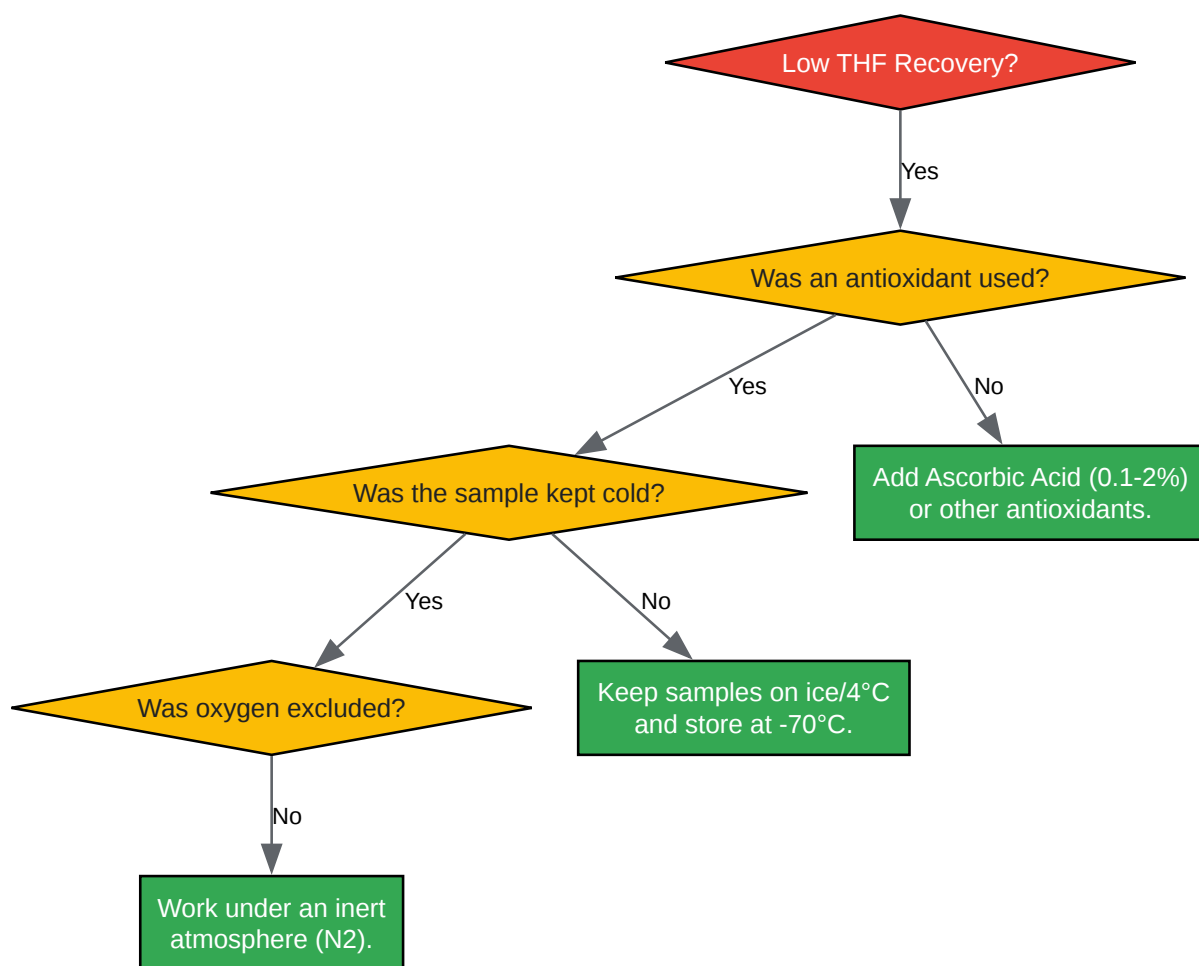 Low THF Recovery?
Yes
Was an antioxidant used?
Yes
No
Was the sample kept cold?
Add Ascorbic Acid (0.1-2%)
or other antioxidants.
Yes
No
Was oxygen excluded?
Keep samples on ice/4°C
and store at -70°C.
No
Work under an inert
atmosphere (N2).